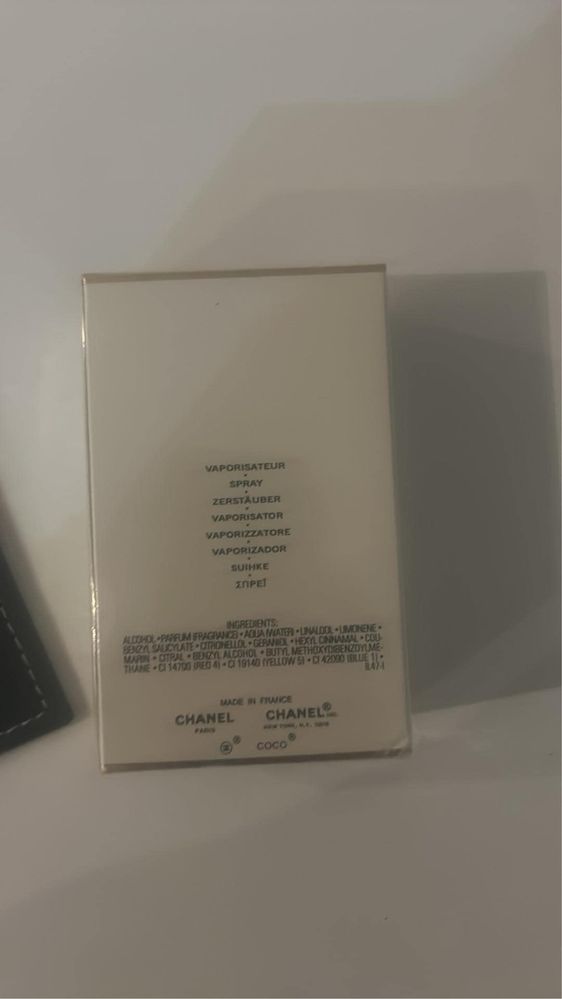 VAPORISATEUR
•
SPRAY
•
ZERSTÄUBER
•
VAPORISATOR
•
VAPORIZZATORE
•
VAPORIZADOR
•
SUIHKE
•
ΣΠΡΕΪ
INGREDIENTS:
ALCOHOL • PARFUM (FRAGRANCE) • AQUA (WATER) • LINALOOL • LIMONENE •
BENZYL SALICYLATE • CITRONELLOL • GERANIOL • HEXYL CINNAMAL • COU-
MARIN • CITRAL • BENZYL ALCOHOL • BUTYL METHOXYDIBENZOYLME-
THANE • CI 14700 (RED 4) • CI 19140 (YELLOW 5) • CI 42090 (BLUE 1) •
IL47-I
MADE IN FRANCE
CHANEL CHANEL® INC.
PARIS NEW YORK, N.Y. 10019
® COCO®